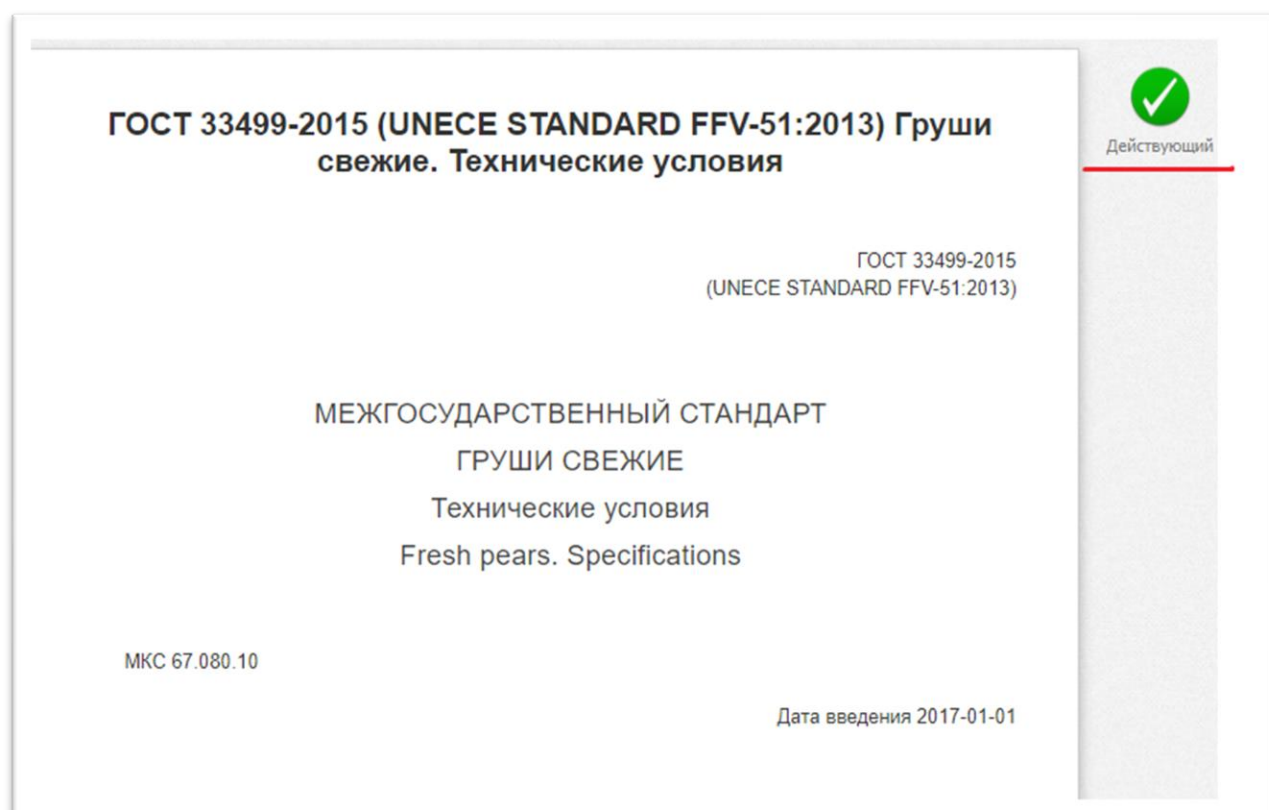 ГОСТ 33499-2015 (UNECE STANDARD FFV-51:2013) Груши
свежие. Технические условия
Действующий
ГОСТ 33499-2015
(UNECE STANDARD FFV-51:2013)
МЕЖГОСУДАРСТВЕННЫЙ СТАНДАРТ
ГРУШИ СВЕЖИЕ
Технические условия
Fresh pears. Specifications
МКС 67.080.10
Дата введения 2017-01-01